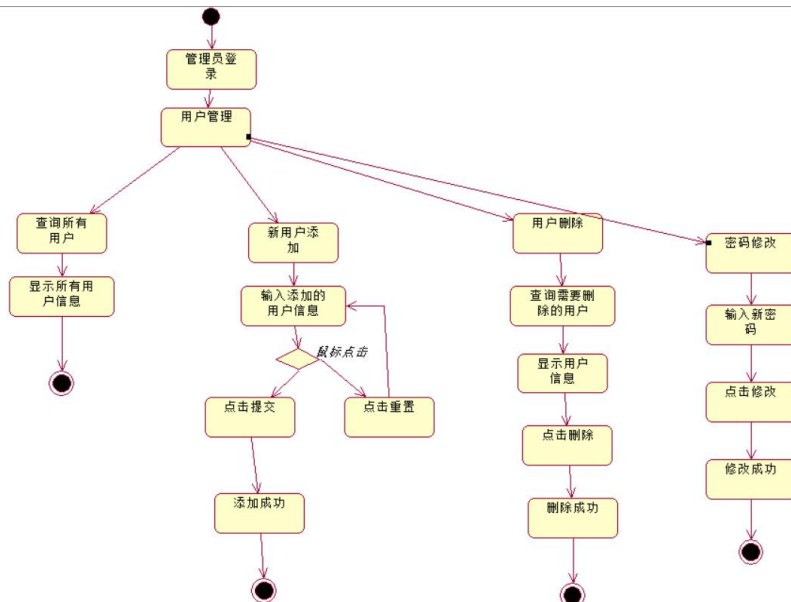 管理员登
录
用户管理
查询所有
用户
显示所有用
户信息
新用户添
加
输入添加的
用户信息
鼠标点击
点击提交
点击重置
添加成功
用户删除
查询需要删
除的用户
显示用户
信息
点击删除
删除成功
密码修改
输入新密
码
点击修改
修改成功